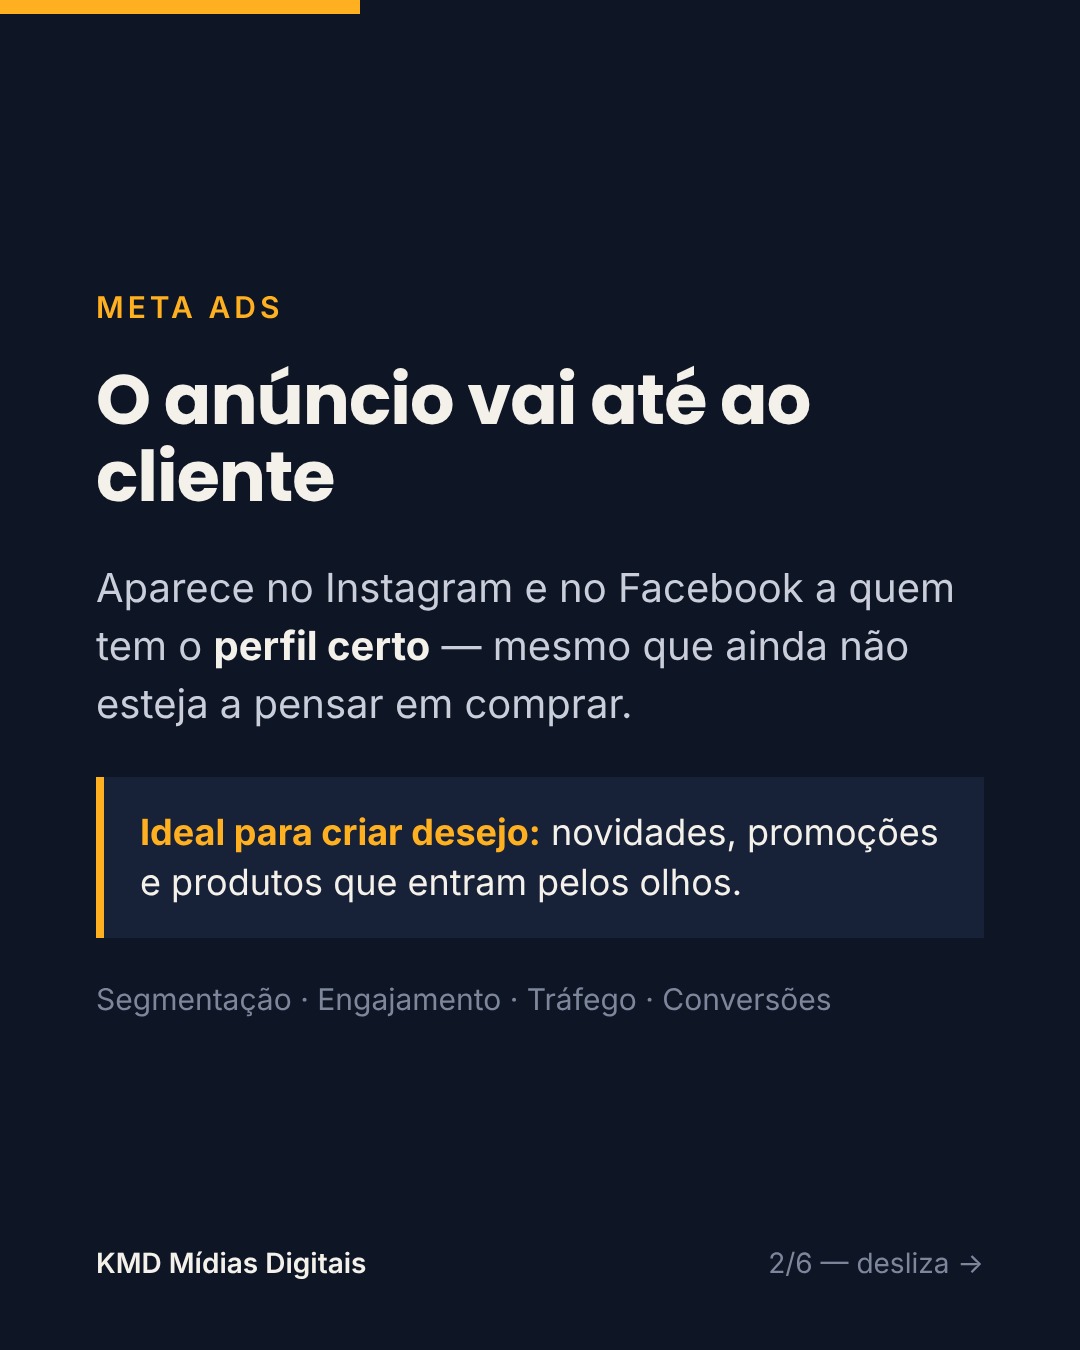 META ADS
O anúncio vai até ao
cliente
Aparece no Instagram e no Facebook a quem
tem o perfil certo — mesmo que ainda não
esteja a pensar em comprar.
Ideal para criar desejo: novidades, promoções
e produtos que entram pelos olhos.
Segmentação · Engajamento · Tráfego · Conversões
KMD Mídias Digitais
2/6 — desliza →